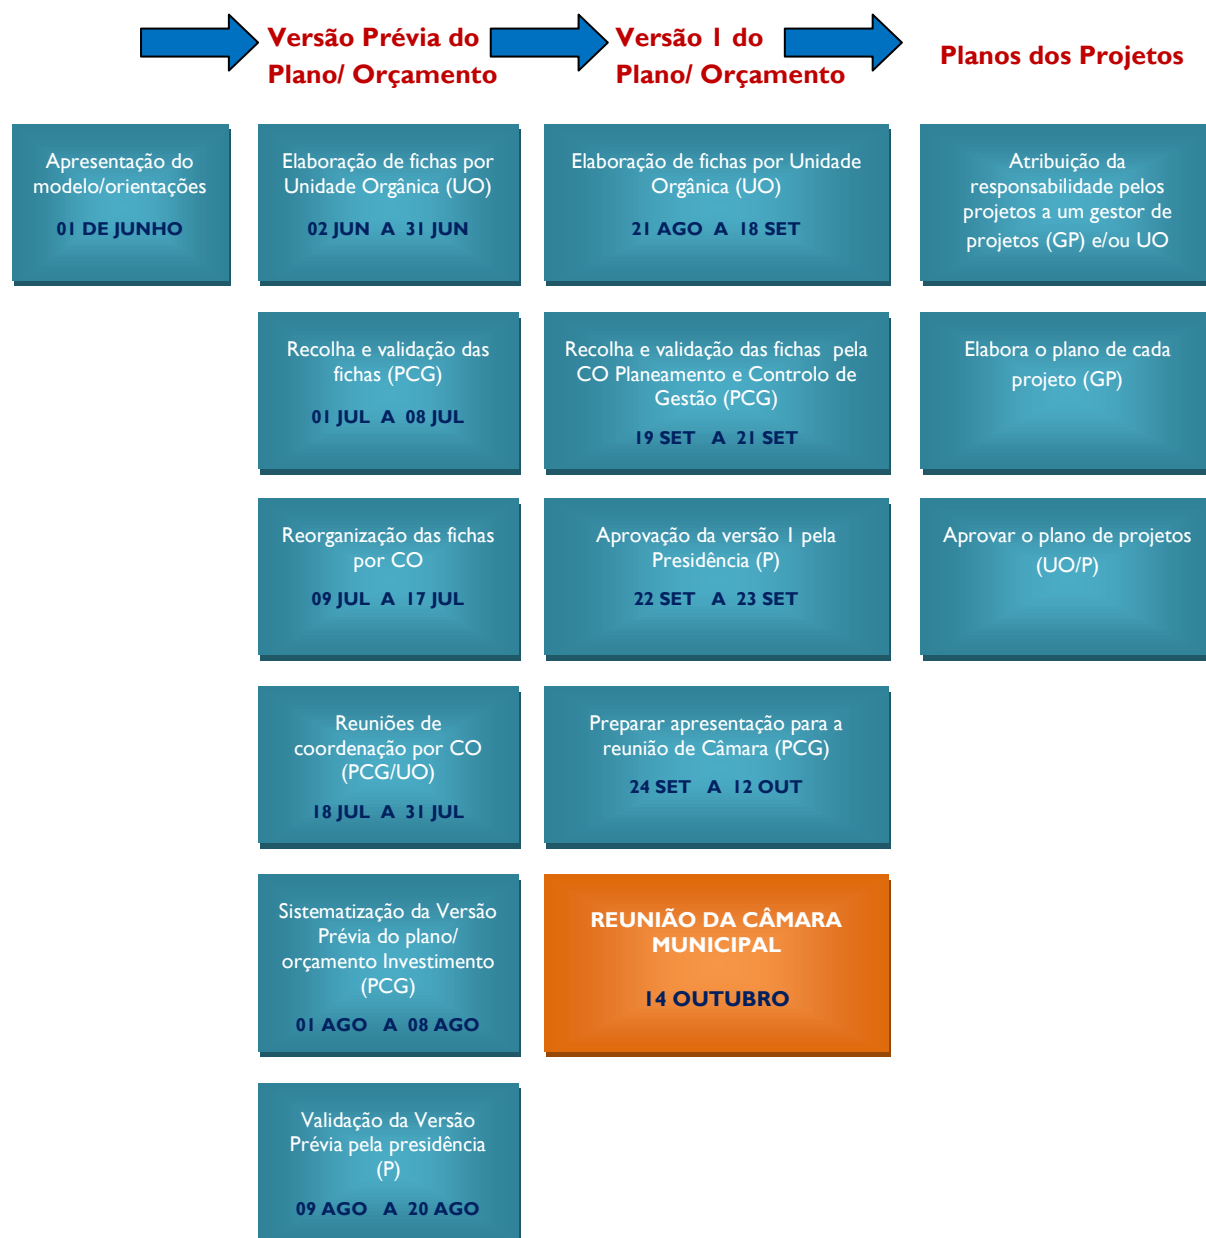 Versão Prévia do
Plano/ Orçamento
Versão 1 do
Plano/ Orçamento
Planos dos Projetos
Apresentação do
modelo/orientações
01 DE JUNHO
Elaboração de fichas por
Unidade Orgânica (UO)
02 JUN A 31 JUN
Recolha e validação das
fichas (PCG)
01 JUL A 08 JUL
Reorganização das fichas
por CO
09 JUL A 17 JUL
Reuniões de
coordenação por CO
(PCG/UO)
18 JUL A 31 JUL
Sistematização da Versão
Prévia do plano/
orçamento Investimento
(PCG)
01 AGO A 08 AGO
Validação da Versão
Prévia pela presidência
(P)
09 AGO A 20 AGO
Elaboração de fichas por Unidade
Orgânica (UO)
21 AGO A 18 SET
Recolha e validação das fichas pela
CO Planeamento e Controlo de
Gestão (PCG)
19 SET A 21 SET
Aprovação da versão 1 pela
Presidência (P)
22 SET A 23 SET
Preparar apresentação para a
reunião de Câmara (PCG)
24 SET A 12 OUT
REUNIÃO DA CÂMARA
MUNICIPAL
14 OUTUBRO
Atribuição da
responsabilidade pelos
projetos a um gestor de
projetos (GP) e/ou UO
Elabora o plano de cada
projeto (GP)
Aprovar o plano de projetos
(UO/P)